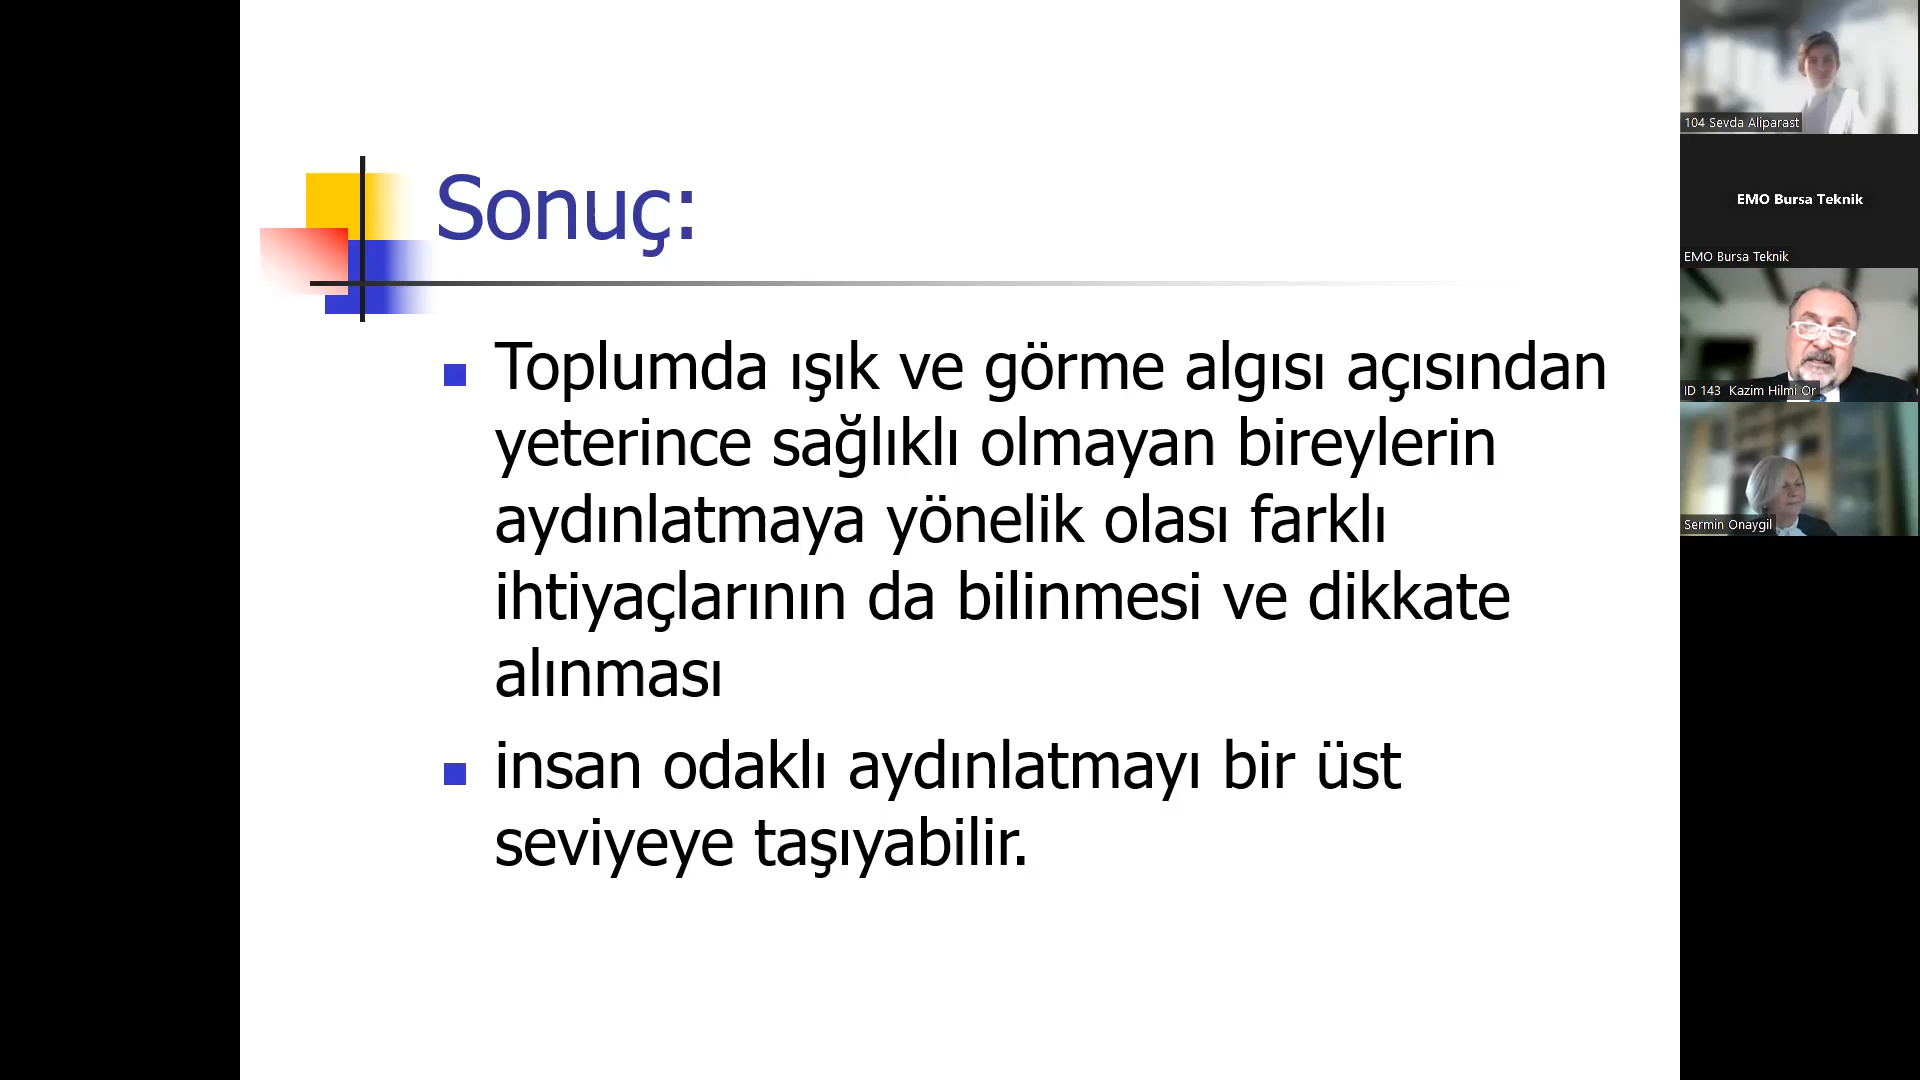 Sonuç:
Toplumda ışık ve görme algısı açısından
yeterince sağlıklı olmayan bireylerin
aydınlatmaya yönelik olası farklı
ihtiyaçlarının da bilinmesi ve dikkate
alınması
insan odaklı aydınlatmayı bir üst
seviyeye taşıyabilir.
104 Sevda Aliparast
EMO Bursa Teknik
EMO Bursa Teknik
ID 143 Kazim Hilmi Or
Sermin Onaygil